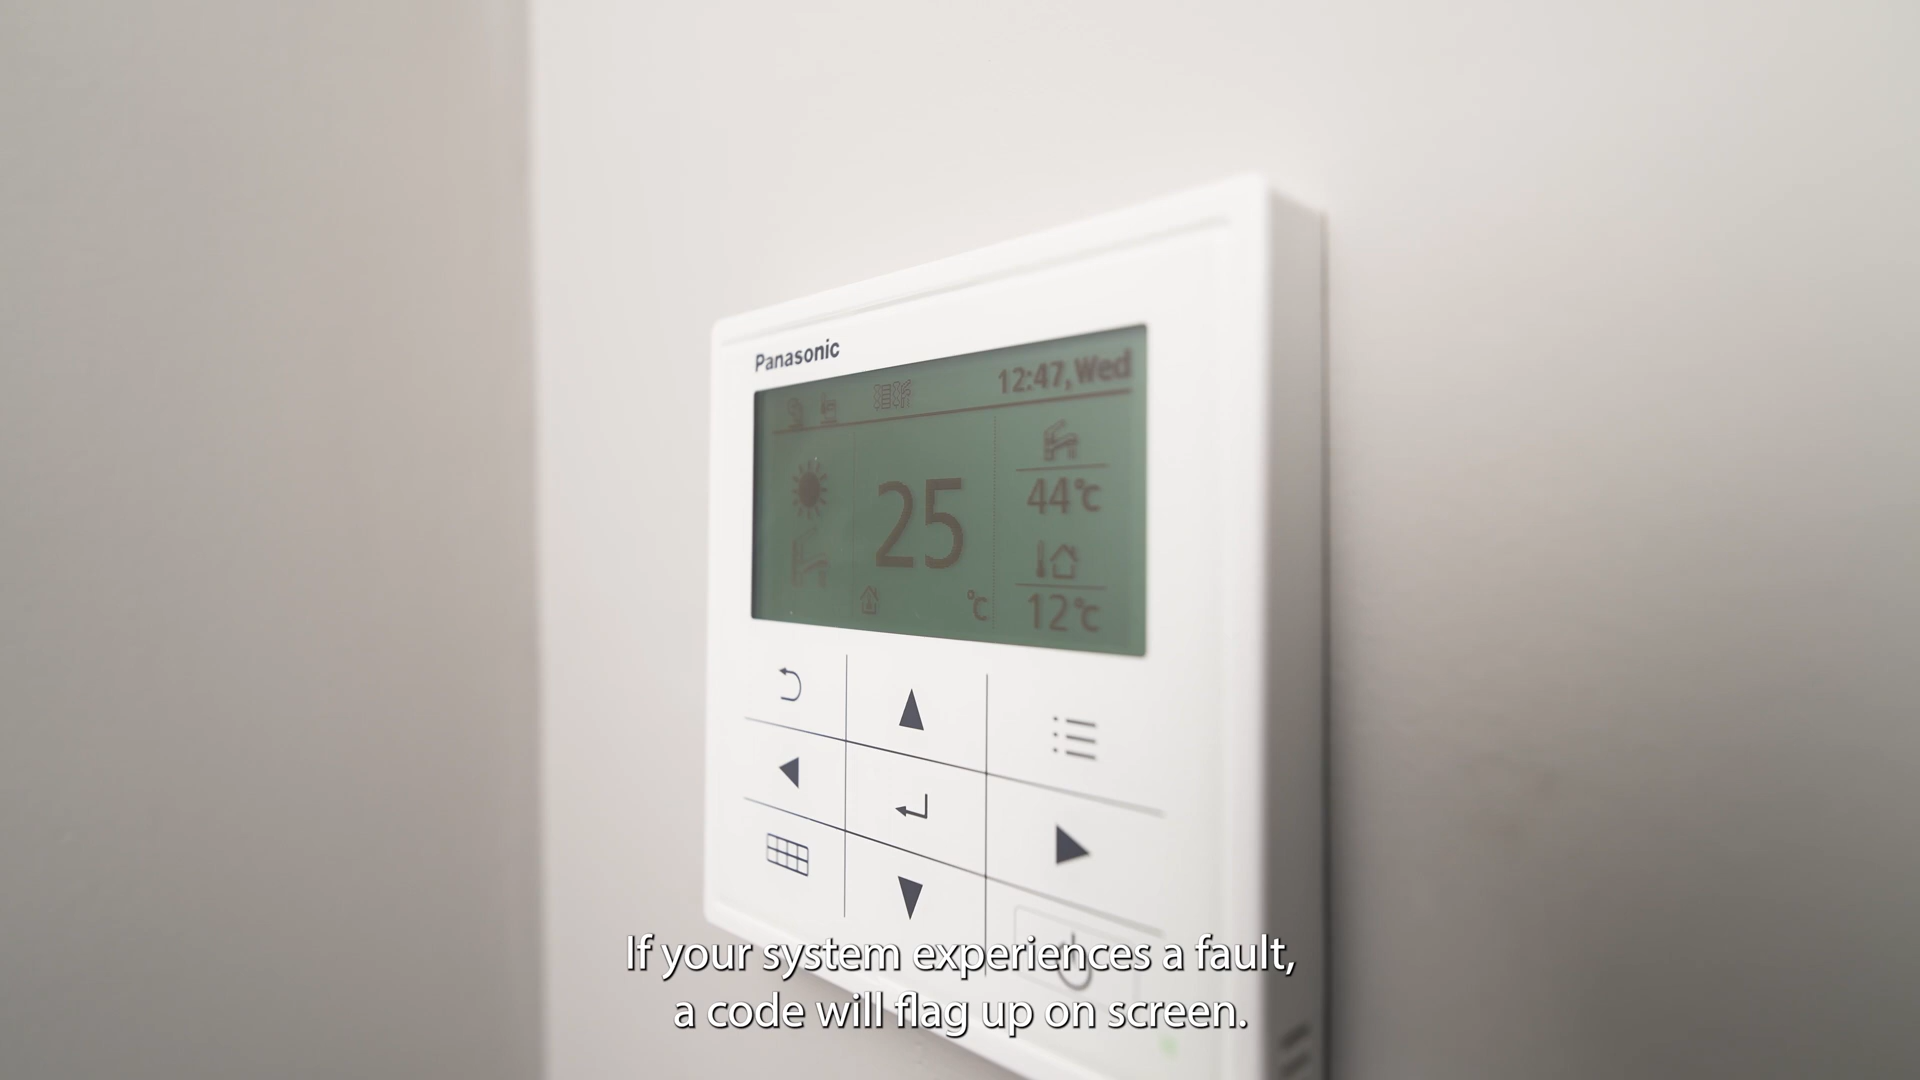 Panasonic
12:47, Wed
25
°C
44°C
12°C
If your system experiences a fault,
a code will flag up on screen.